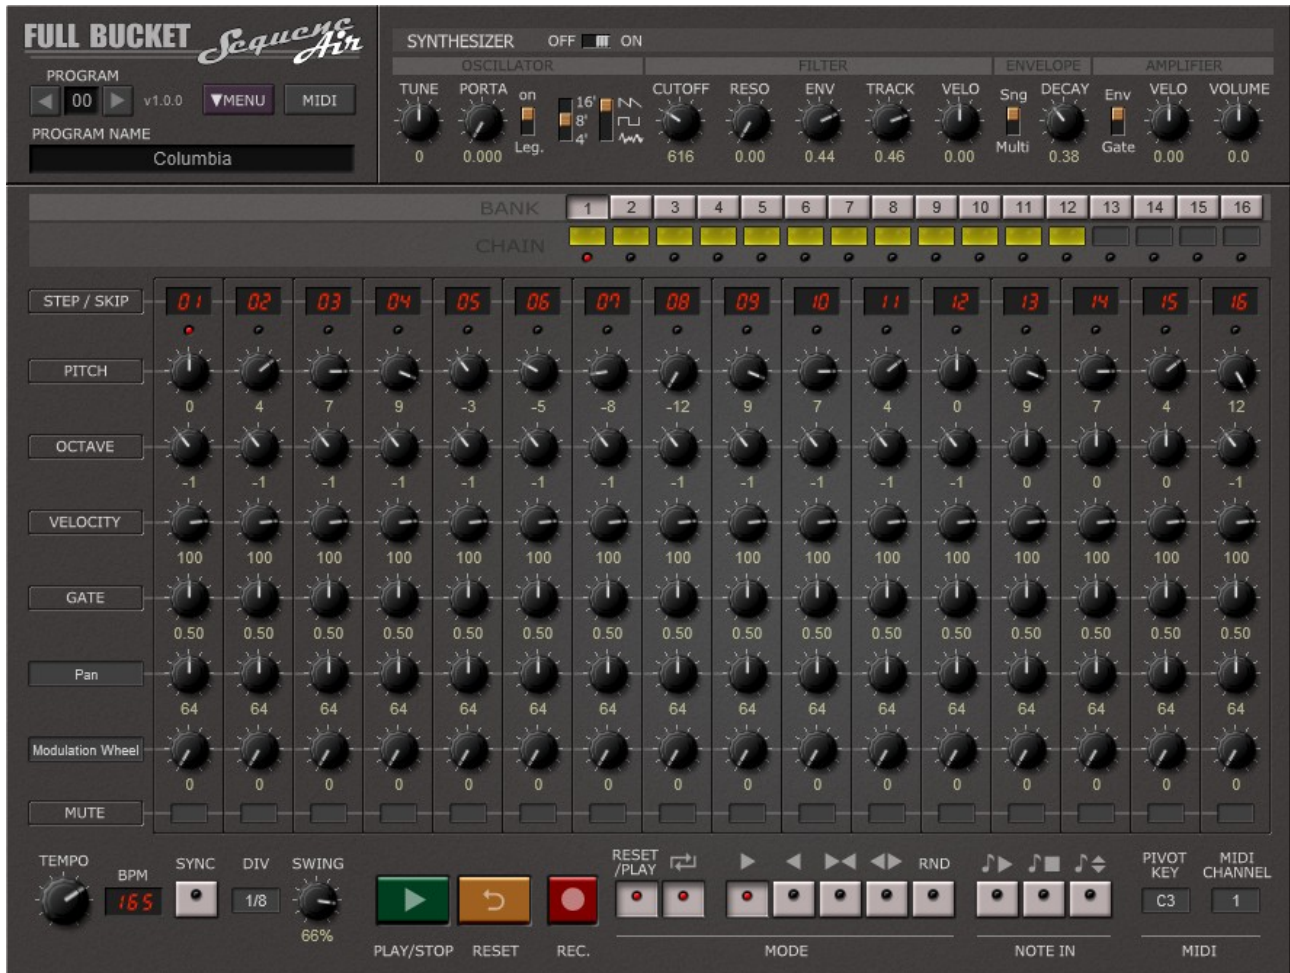 FULL BUCKET SequencAir
SYNTHESIZER OFF ON
OSCILLATOR FILTER ENVELOPE AMPLIFIER
PROGRAM
00 v1.0.0 ▼MENU MIDI
PROGRAM NAME
Columbia
TUNE PORTA on 16' CUTOFF RESO ENV TRACK VELO Sng DECAY Env VELO VOLUME
8'
Leg. 4' Multi Gate
0 0.000 616 0.00 0.44 0.46 0.00 0.38 0.00 0.0
BANK 1 2 3 4 5 6 7 8 9 10 11 12 13 14 15 16
CHAIN
STEP / SKIP 01 02 03 04 05 06 07 08 09 10 11 12 13 14 15 16
PITCH
0 4 7 9 -3 -5 -8 -12 9 7 4 0 9 7 4 12
OCTAVE
-1 -1 -1 -1 -1 -1 -1 -1 -1 -1 -1 -1 0 0 0 -1
VELOCITY
100 100 100 100 100 100 100 100 100 100 100 100 100 100 100 100
GATE
0.50 0.50 0.50 0.50 0.50 0.50 0.50 0.50 0.50 0.50 0.50 0.50 0.50 0.50 0.50 0.50
Pan
64 64 64 64 64 64 64 64 64 64 64 64 64 64 64 64
Modulation Wheel
0 0 0 0 0 0 0 0 0 0 0 0 0 0 0 0
MUTE
TEMPO BPM SYNC DIV SWING RESET /PLAY RND PIVOT KEY MIDI CHANNEL
165 1/8 C3 1
66%
PLAY/STOP RESET REC. MODE NOTE IN MIDI